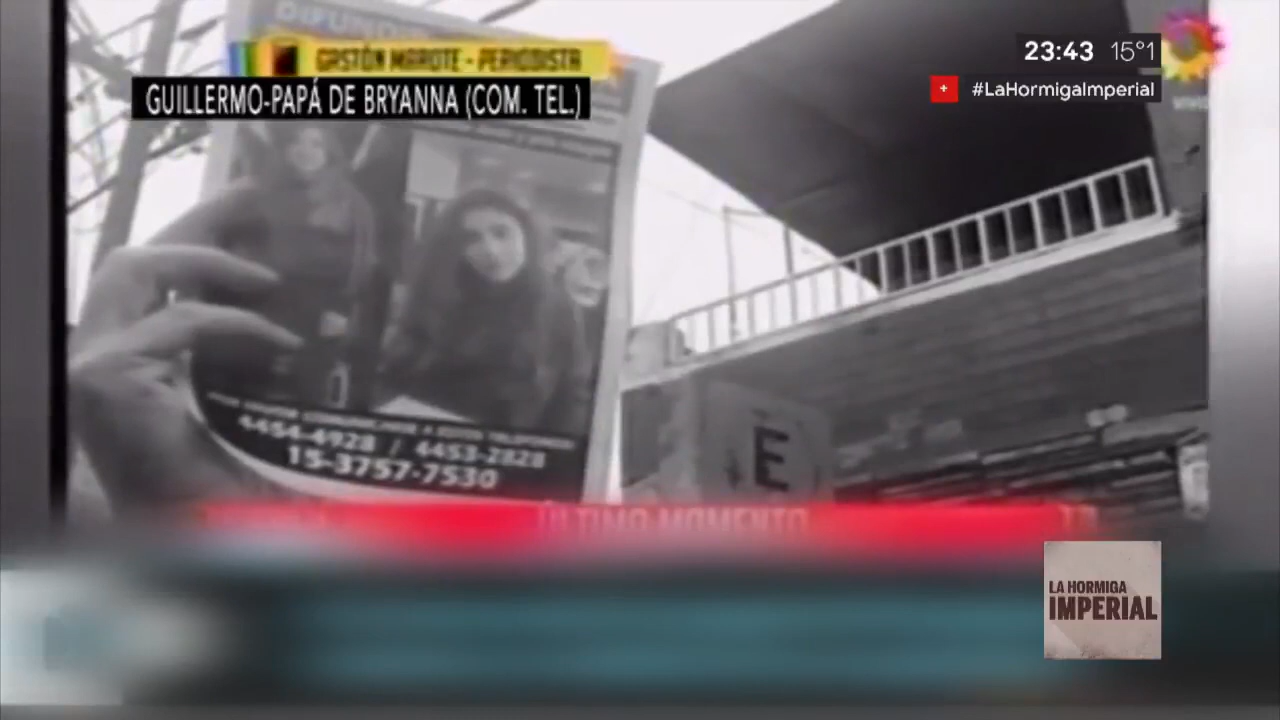 GASTÓN MAROTE - PERIODISTA
GUILLERMO-PAPÁ DE BRYANNA (COM. TEL.)
23:43 15°1
+ #LaHormigaImperial
VIVO
4454-4928 / 4453-2828
15-3757-7530
E
ÚLTIMO MOMENTO
LA HORMIGA
IMPERIAL